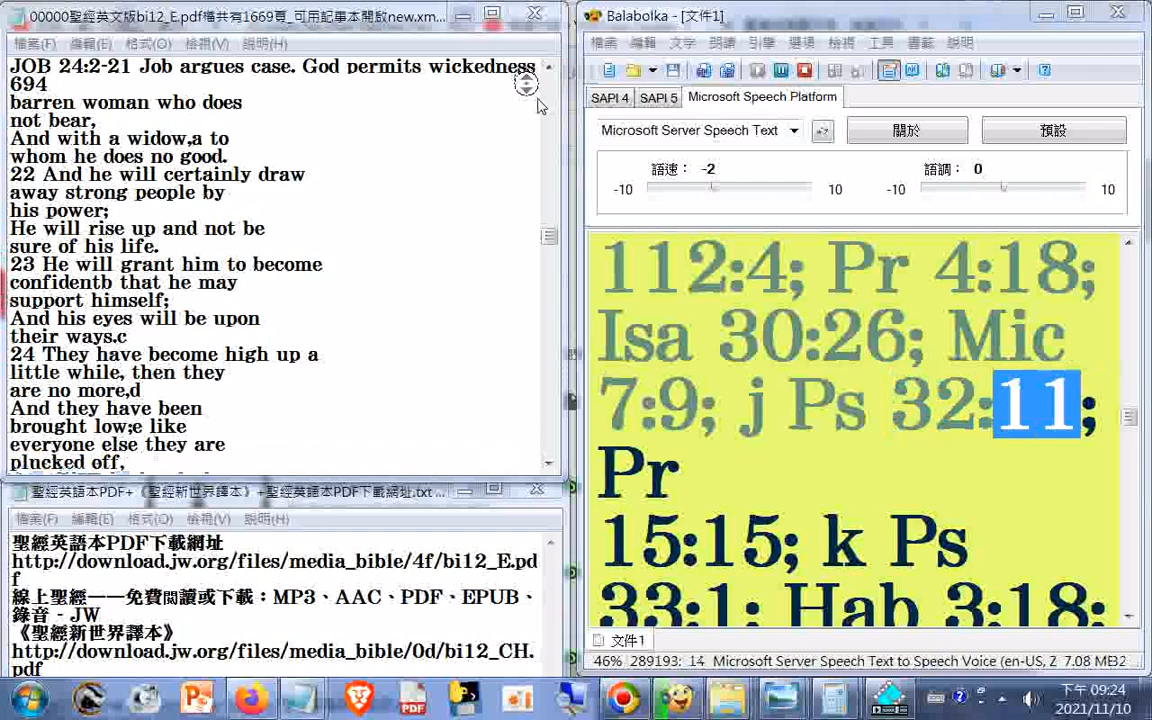 00000聖經英文版bi12_E.pdf檔共有1669頁_可用記事本開啟new.xm...
檔案(F) 編輯(E) 格式(O) 檢視(V) 說明(H)
JOB 24:2-21 Job argues case. God permits wickedness
694
barren woman who does
not bear,
And with a widow,a to
whom he does no good.
22 And he will certainly draw
away strong people by
his power;
He will rise up and not be
sure of his life.
23 He will grant him to become
confidentb that he may
support himself;
And his eyes will be upon
their ways.c
24 They have become high up a
little while, then they
are no more,d
And they have been
brought low;e like
everyone else they are
plucked off,
聖經英語本PDF+《聖經新世界譯本》+聖經英語本PDF下載網址.txt ...
檔案(F) 編輯(E) 格式(O) 檢視(V) 說明(H)
聖經英語本PDF下載網址
http://download.jw.org/files/media_bible/4f/bi12_E.pd
f
線上聖經——免費閱讀或下載：MP3、AAC、PDF、EPUB、
錄音 - JW
《聖經新世界譯本》
http://download.jw.org/files/media_bible/0d/bi12_CH.
pdf
Balabolka - [文件1]
檔案 編輯 文字 朗讀 引擎 選項 檢視 工具 書籤 說明
SAPI 4 SAPI 5 Microsoft Speech Platform
Microsoft Server Speech Text 關於 預設
語速： -2 語調： 0
-10 10 -10 10
112:4; Pr 4:18;
Isa 30:26; Mic
7:9; j Ps 32:11;
Pr
15:15; k Ps
33:1; Hab 3:18;
文件1
46% 289193: 14 Microsoft Server Speech Text to Speech Voice (en-US, Z 7.08 MB2
PDF
下午 09:24
2021/11/10